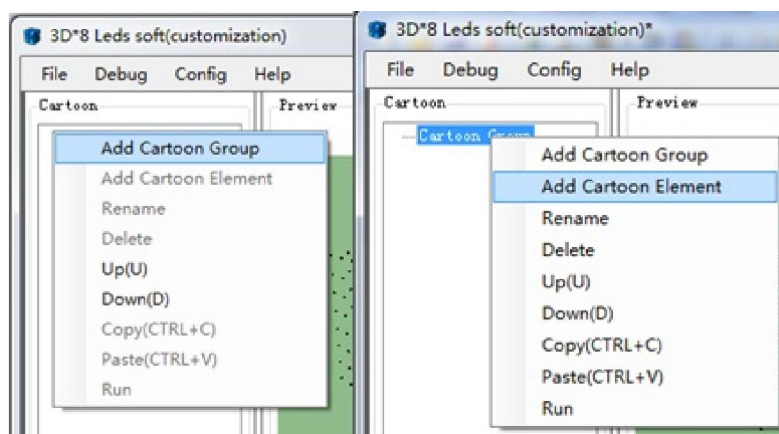 3D*8 Leds soft(customization)
File Debug Config Help
Cartoon Preview
Add Cartoon Group
Add Cartoon Element
Rename
Delete
Up(U)
Down(D)
Copy(CTRL+C)
Paste(CTRL+V)
Run
3D*8 Leds soft(customization)*
File Debug Config Help
Cartoon Preview
Cartoon Group
Add Cartoon Group
Add Cartoon Element
Rename
Delete
Up(U)
Down(D)
Copy(CTRL+C)
Paste(CTRL+V)
Run